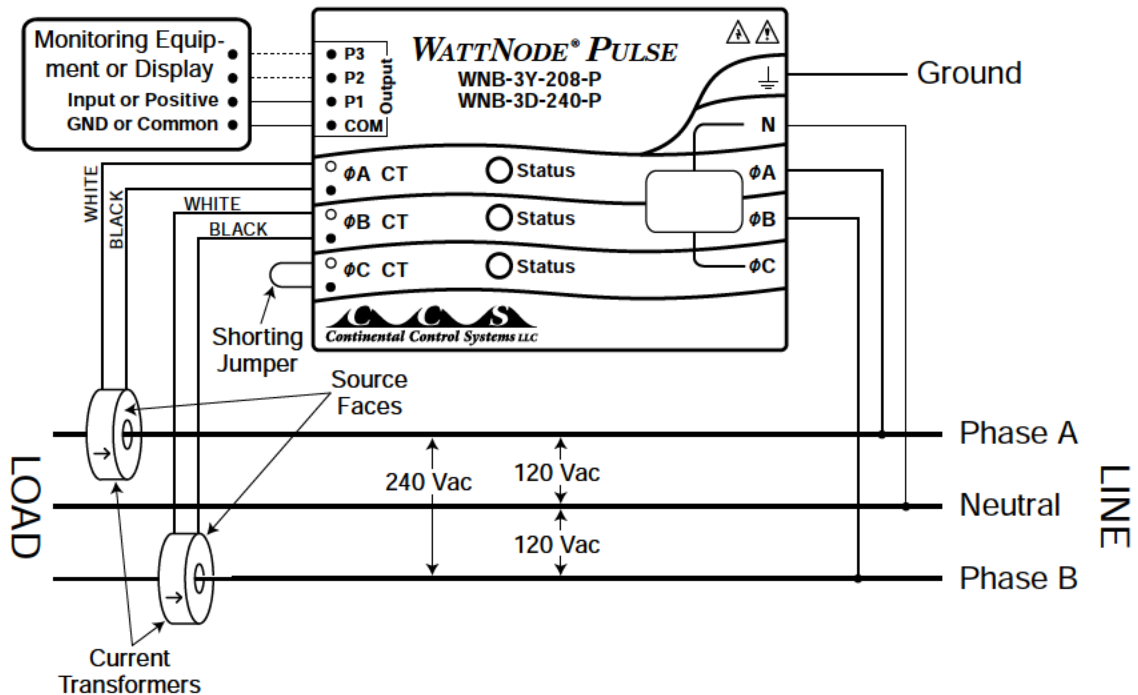 Monitoring Equip-
ment or Display
Input or Positive
GND or Common
P3
P2
P1
COM
Output
WATTNODE® PULSE
WNB-3Y-208-P
WNB-3D-240-P
Ground
N
ϕA CT
Status
ϕA
ϕB CT
Status
ϕB
ϕC CT
Status
ϕC
WHITE
BLACK
WHITE
BLACK
Shorting
Jumper
CCS
Continental Control Systems LLC
Source
Faces
LOAD
240 Vac
120 Vac
120 Vac
Phase A
Neutral
Phase B
LINE
Current
Transformers